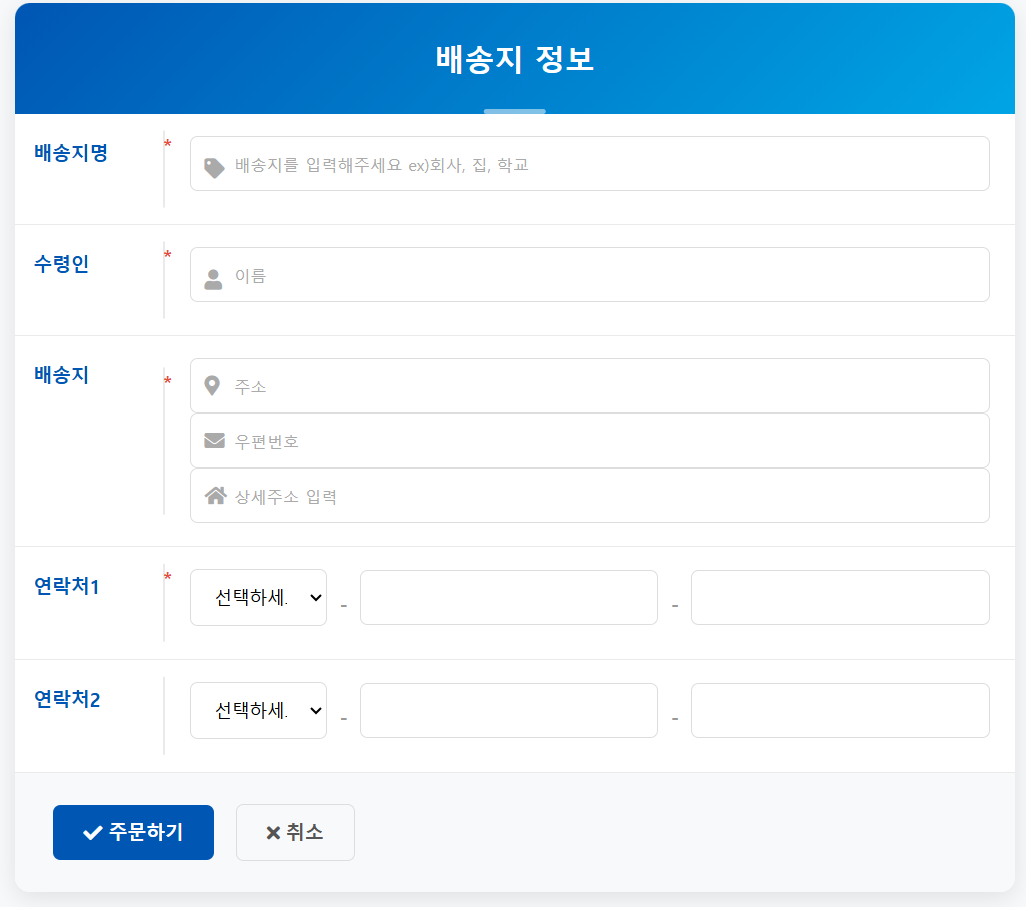 배송지 정보
배송지명 * 배송지를 입력해주세요 ex)회사, 집, 학교
수령인 * 이름
배송지 * 주소
우편번호
상세주소 입력
연락처1 * 선택하세. - -
연락처2 선택하세. - -
주문하기 취소